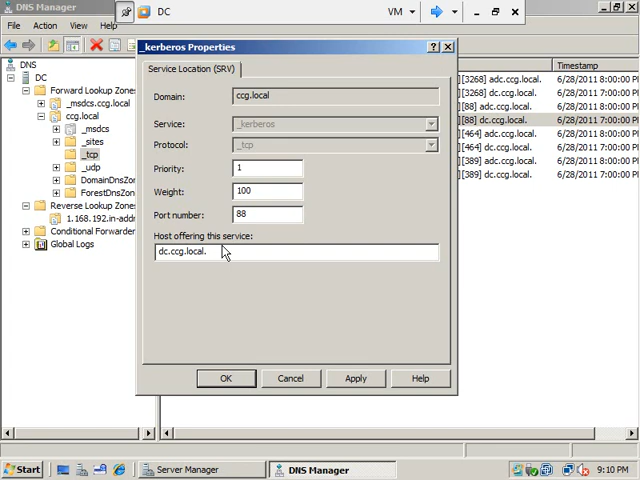 DNS Manager
DC
VM
File Action View Help
DNS
DC
Forward Lookup Zones
_msdcs.ccg.local
ccg.local
_msdcs
_sites
_tcp
_udp
DomainDnsZon
ForestDnsZon
Reverse Lookup Zones
1.168.192.in-add
Conditional Forwarder
Global Logs
_kerberos Properties
Service Location (SRV)
Domain:
ccg.local
Service:
_kerberos
Protocol:
_tcp
Priority:
1
Weight:
100
Port number:
88
Host offering this service:
dc.ccg.local.
OK
Cancel
Apply
Help
Timestamp
][3268] adc.ccg.local. 6/28/2011 8:00:00 P
][3268] dc.ccg.local. 6/28/2011 7:00:00 P
][88] adc.ccg.local. 6/28/2011 8:00:00 P
][88] dc.ccg.local. 6/28/2011 7:00:00 P
][464] adc.ccg.local. 6/28/2011 8:00:00 P
][464] dc.ccg.local. 6/28/2011 7:00:00 P
][389] adc.ccg.local. 6/28/2011 8:00:00 P
][389] dc.ccg.local. 6/28/2011 7:00:00 P
Start
Server Manager
DNS Manager
9:10 PM